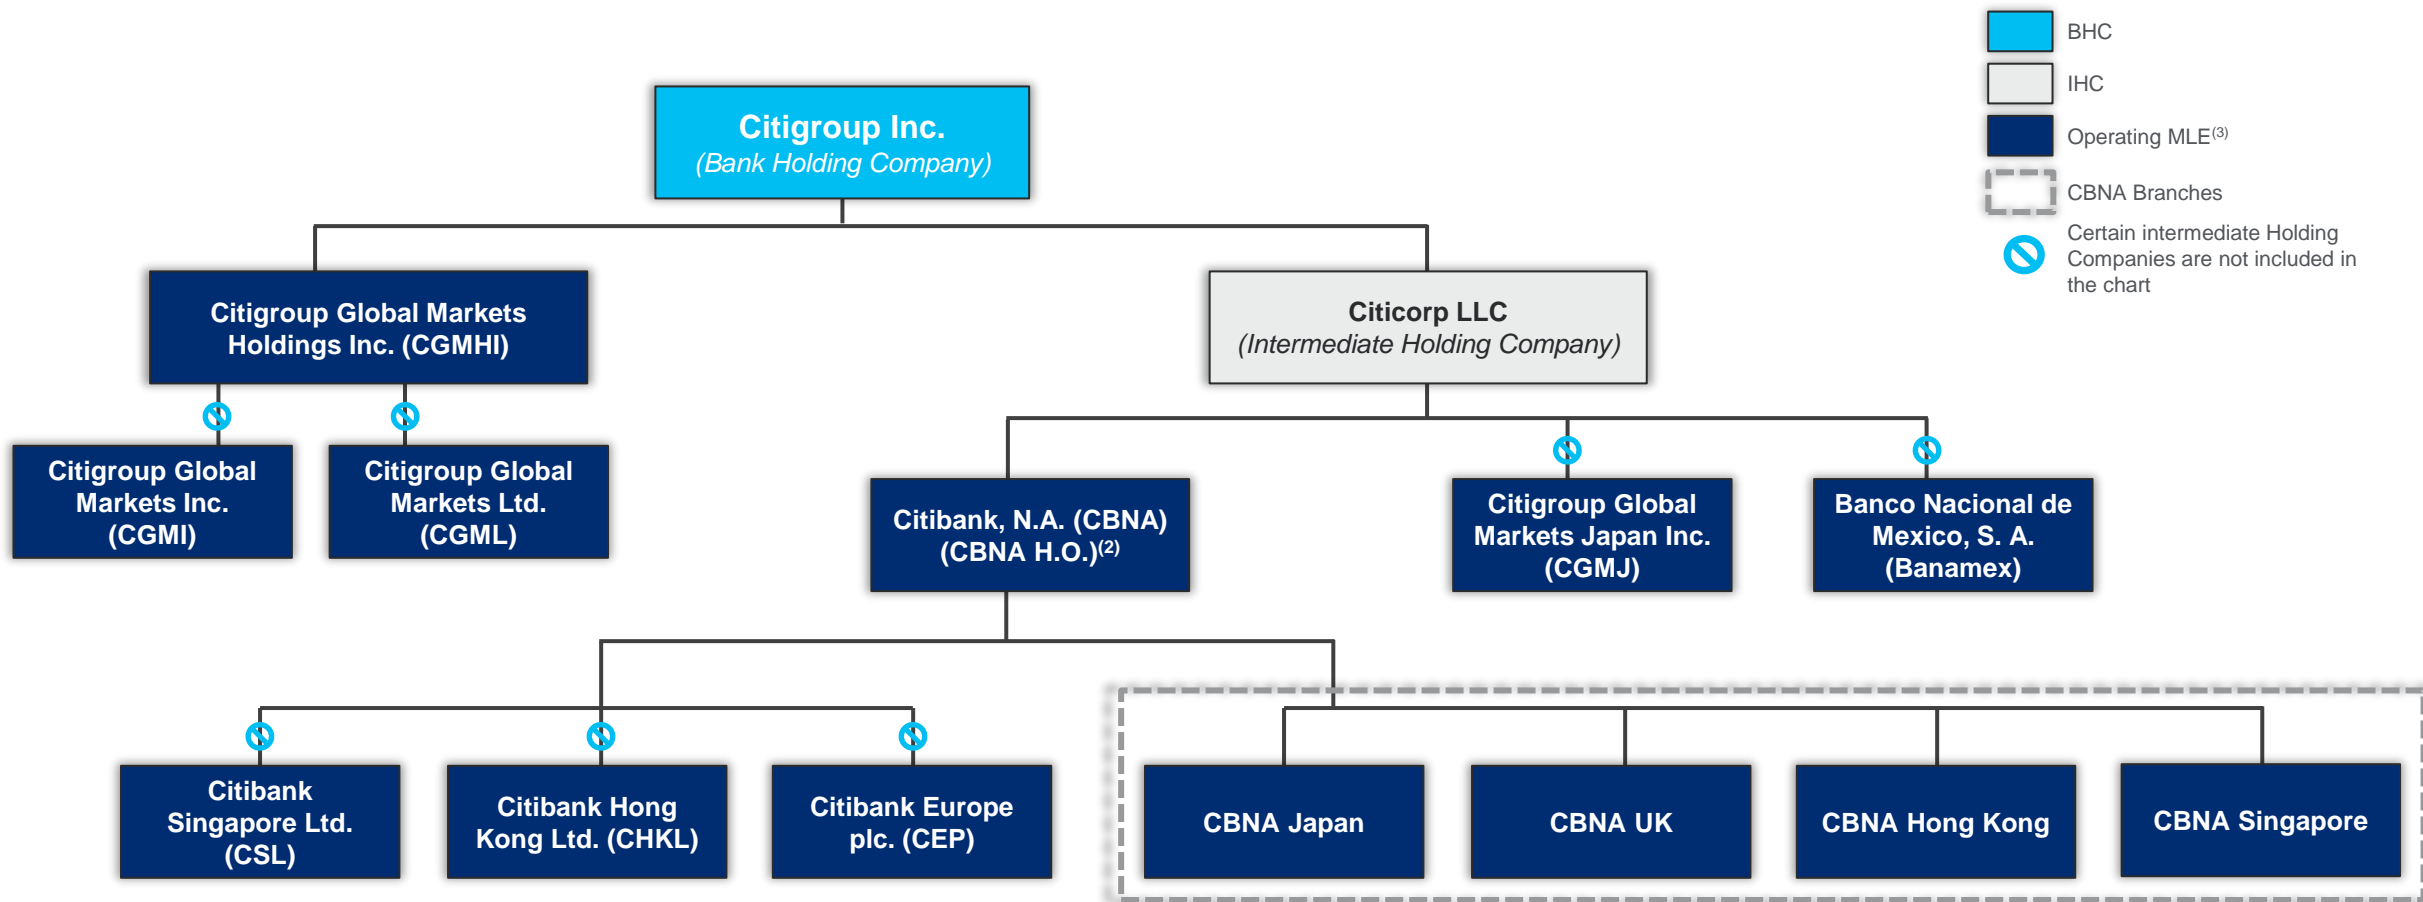 BHC
IHC
Operating MLE(3)
CBNA Branches
Certain intermediate Holding
Companies are not included in
the chart
Citigroup Inc.
(Bank Holding Company)
Citigroup Global Markets
Holdings Inc. (CGMHI)
Citicorp LLC
(Intermediate Holding Company)
Citigroup Global
Markets Inc.
(CGMI)
Citigroup Global
Markets Ltd.
(CGML)
Citibank, N.A. (CBNA)
(CBNA H.O.)(2)
Citigroup Global
Markets Japan Inc.
(CGMJ)
Banco Nacional de
Mexico, S. A.
(Banamex)
Citibank
Singapore Ltd.
(CSL)
Citibank Hong
Kong Ltd. (CHKL)
Citibank Europe
plc. (CEP)
CBNA Japan
CBNA UK
CBNA Hong Kong
CBNA Singapore